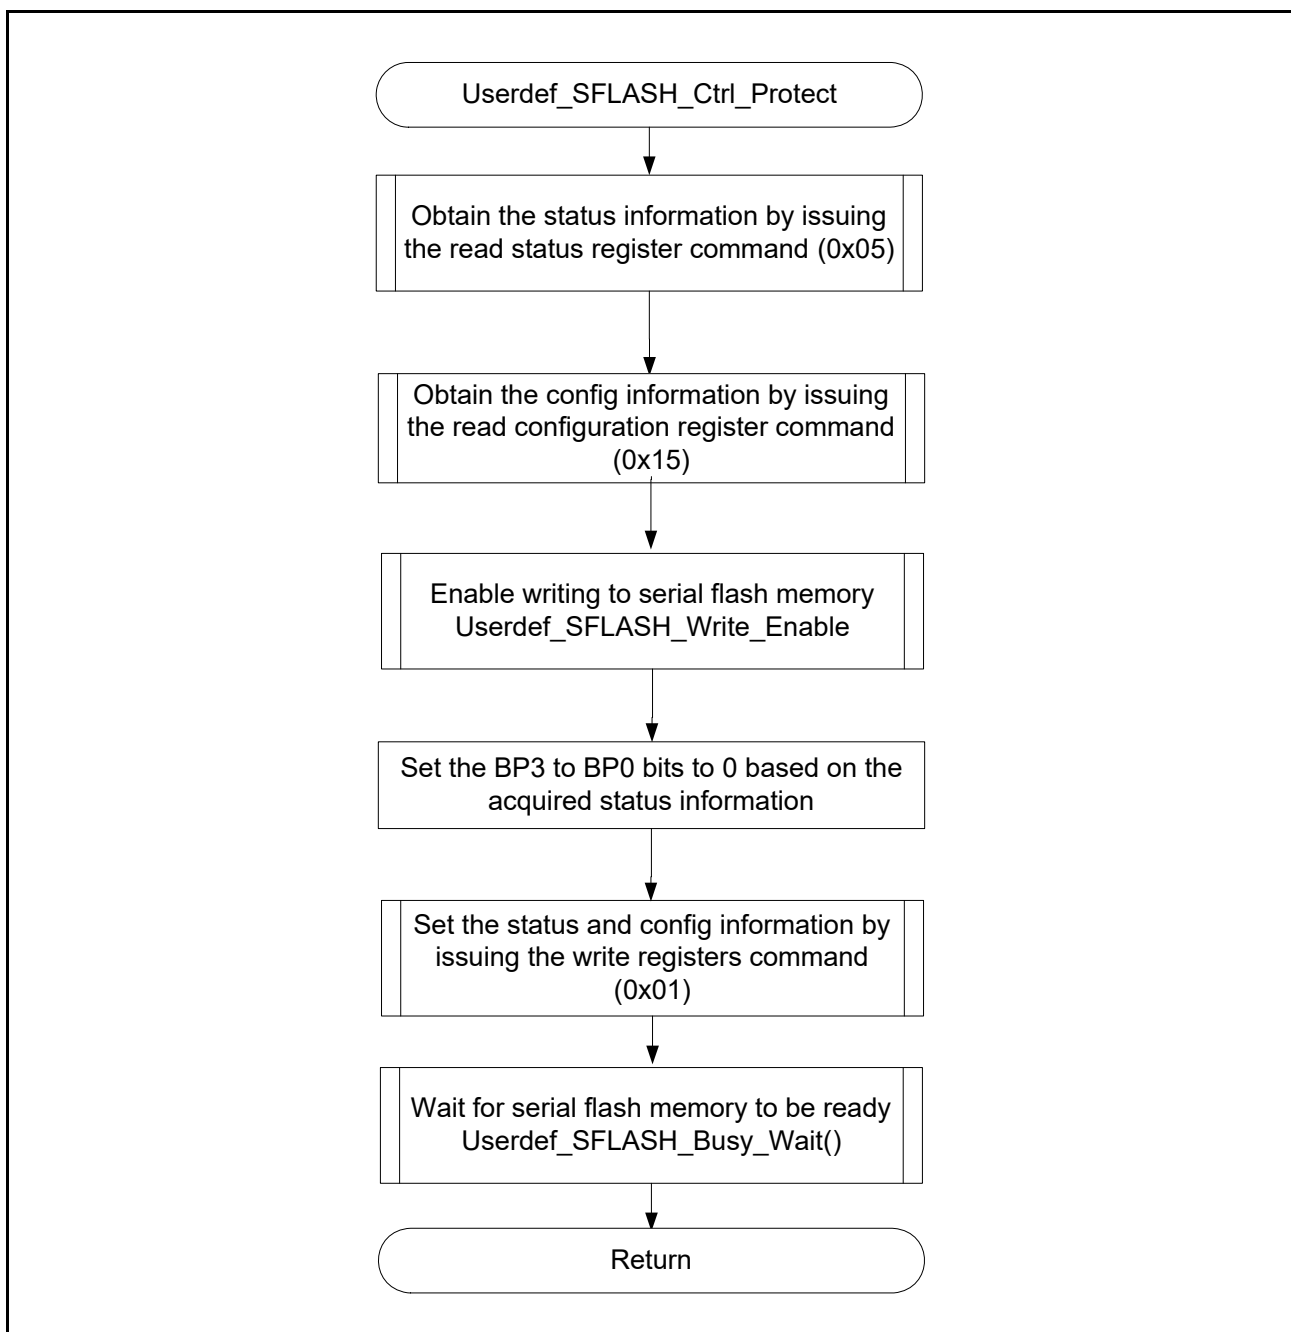 Userdef_SFLASH_Ctrl_Protect
Obtain the status information by issuing
the read status register command (0x05)
Obtain the config information by issuing
the read configuration register command
(0x15)
Enable writing to serial flash memory
Userdef_SFLASH_Write_Enable
Set the BP3 to BP0 bits to 0 based on the
acquired status information
Set the status and config information by
issuing the write registers command
(0x01)
Wait for serial flash memory to be ready
Userdef_SFLASH_Busy_Wait()
Return